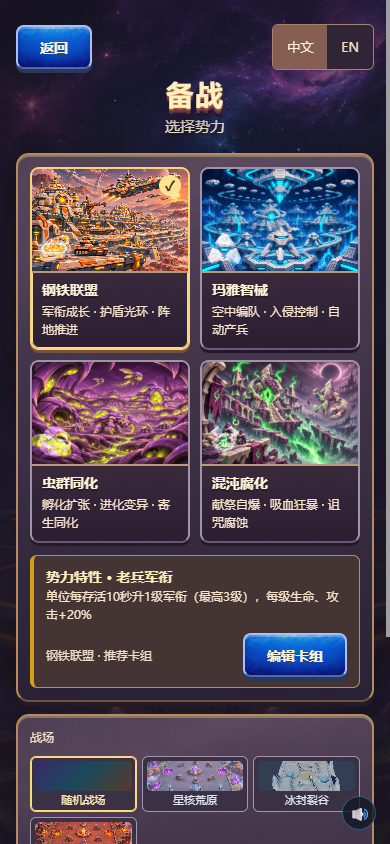 返回
中文
EN
备战
选择势力
钢铁联盟
军衔成长 · 护盾光环 · 阵
地推进
玛雅智械
空中编队 · 入侵控制 · 自
动产兵
虫群同化
孵化扩张 · 进化变异 · 寄
生同化
混沌腐化
献祭自爆 · 吸血狂暴 · 诅
咒腐蚀
势力特性 • 老兵军衔
单位每存活10秒升1级军衔（最高3级），每级生命、攻
击+20%
钢铁联盟 · 推荐卡组
编辑卡组
战场
随机战场
星核荒原
冰封裂谷